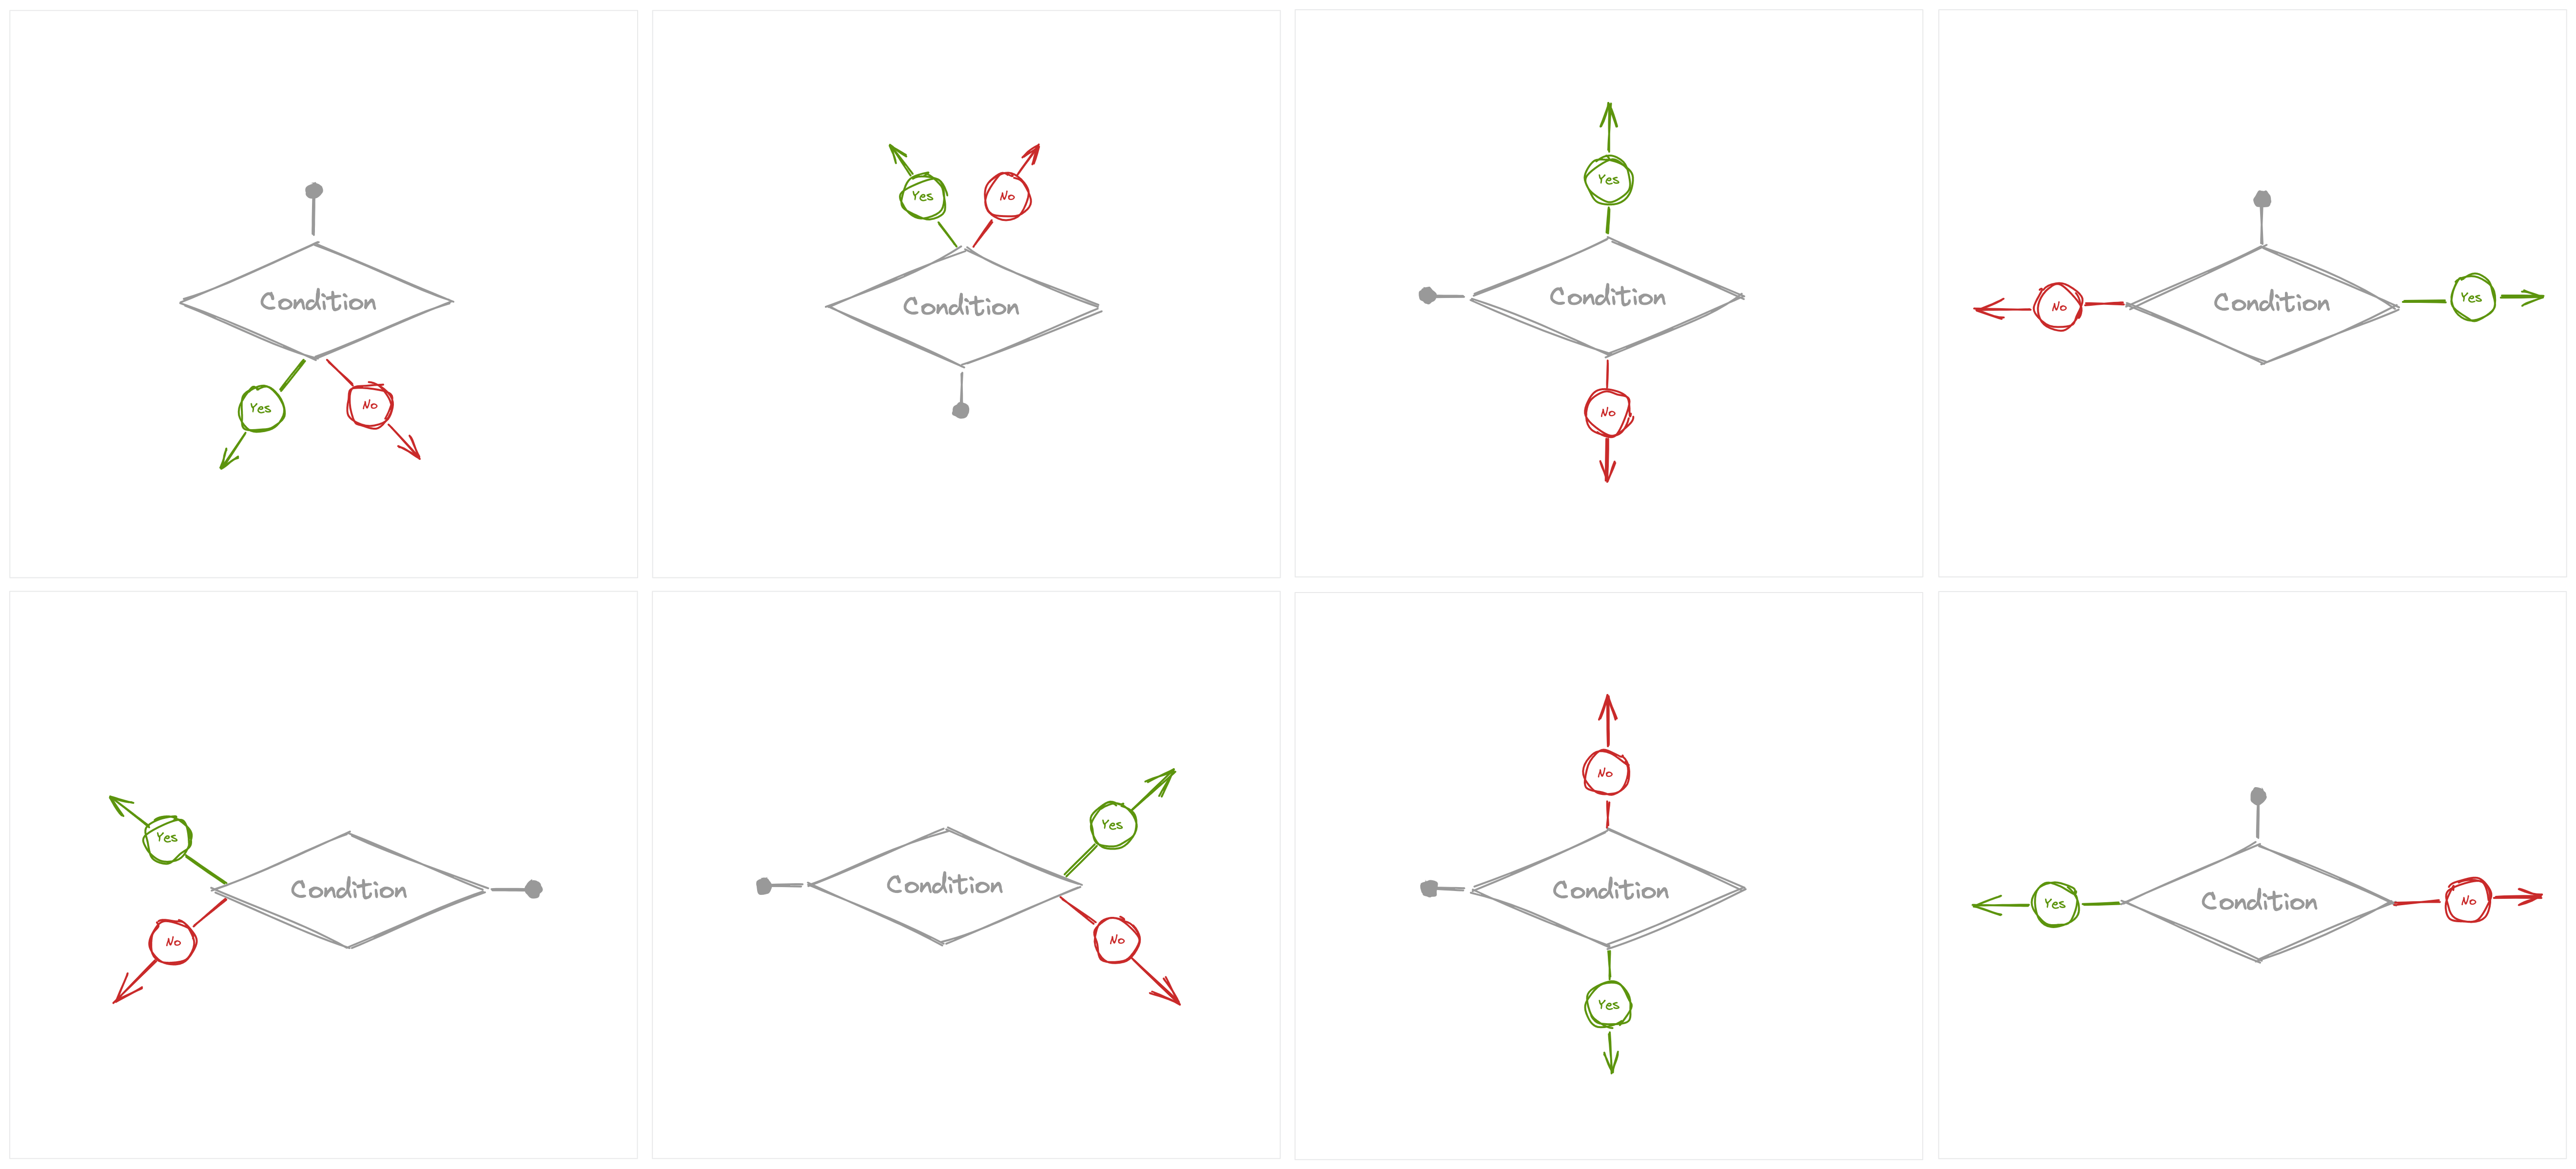 Condition
Yes
No
Yes
No
Condition
Yes
Condition
No
No
Condition
Yes
Yes
Condition
No
Yes
Condition
No
No
Condition
Yes
Yes
Condition
No